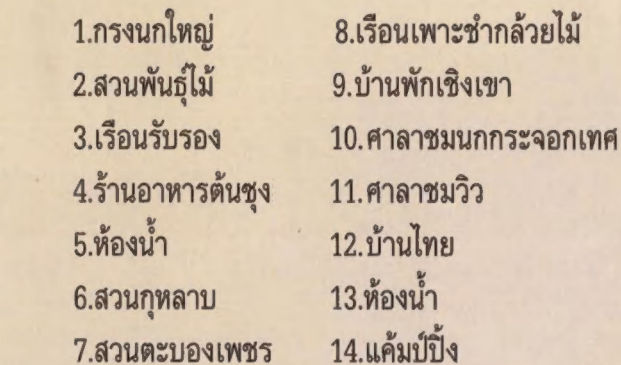 1.กรงนกใหญ่
2.สวนพันธุ์ไม้
3.เรือนรับรอง
4.ร้านอาหารต้นซุง
5.ห้องน้ำ
6.สวนกุหลาบ
7.สวนตะบองเพชร
8.เรือนเพาะชำกล้วยไม้
9.บ้านพักเชิงเขา
10.ศาลาชมนกกระจอกเทศ
11.ศาลาชมวิว
12.บ้านไทย
13.ห้องน้ำ
14.แค้มป์ปิ้ง